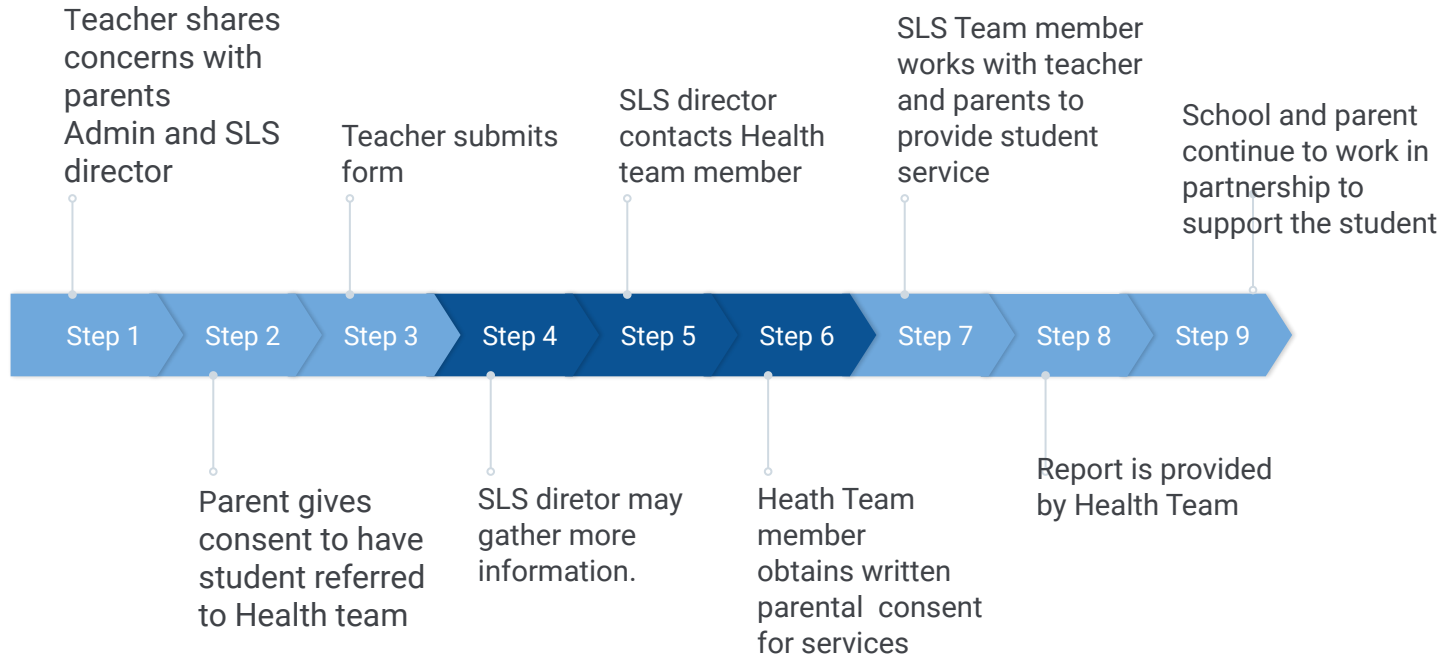 Teacher shares
concerns with
parents
Admin and SLS
director
Teacher submits
form
SLS director
contacts Health
team member
SLS Team member
works with teacher
and parents to
provide student
service
School and parent
continue to work in
partnership to
support the student
Step 1
Step 2
Step 3
Step 4
Step 5
Step 6
Step 7
Step 8
Step 9
Parent gives
consent to have
student referred
to Health team
SLS diretor may
gather more
information.
Heath Team
member
obtains written
parental consent
for services
Report is provided
by Health Team